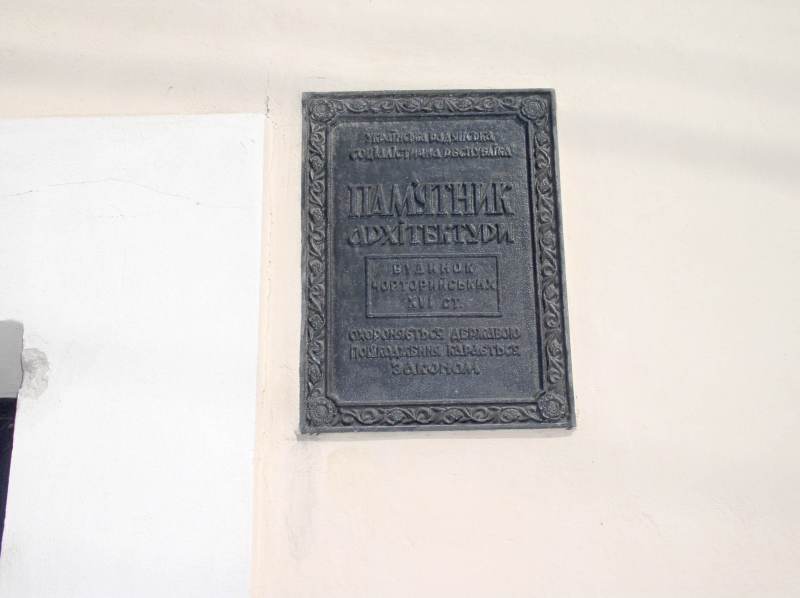 УКРАЇНСЬКА РАДЯНСЬКА
СОЦІАЛІСТИЧНА РЕСПУБЛІКА
ПАМ'ЯТНИК
АРХІТЕКТУРИ
БУДИНОК
ЧОРТОРИЙСЬКИХ
XVI СТ.
ОХОРОНЯЄТЬСЯ ДЕРЖАВОЮ
ПОШКОДЖЕННЯ КАРАЄТЬСЯ
ЗАКОНОМ